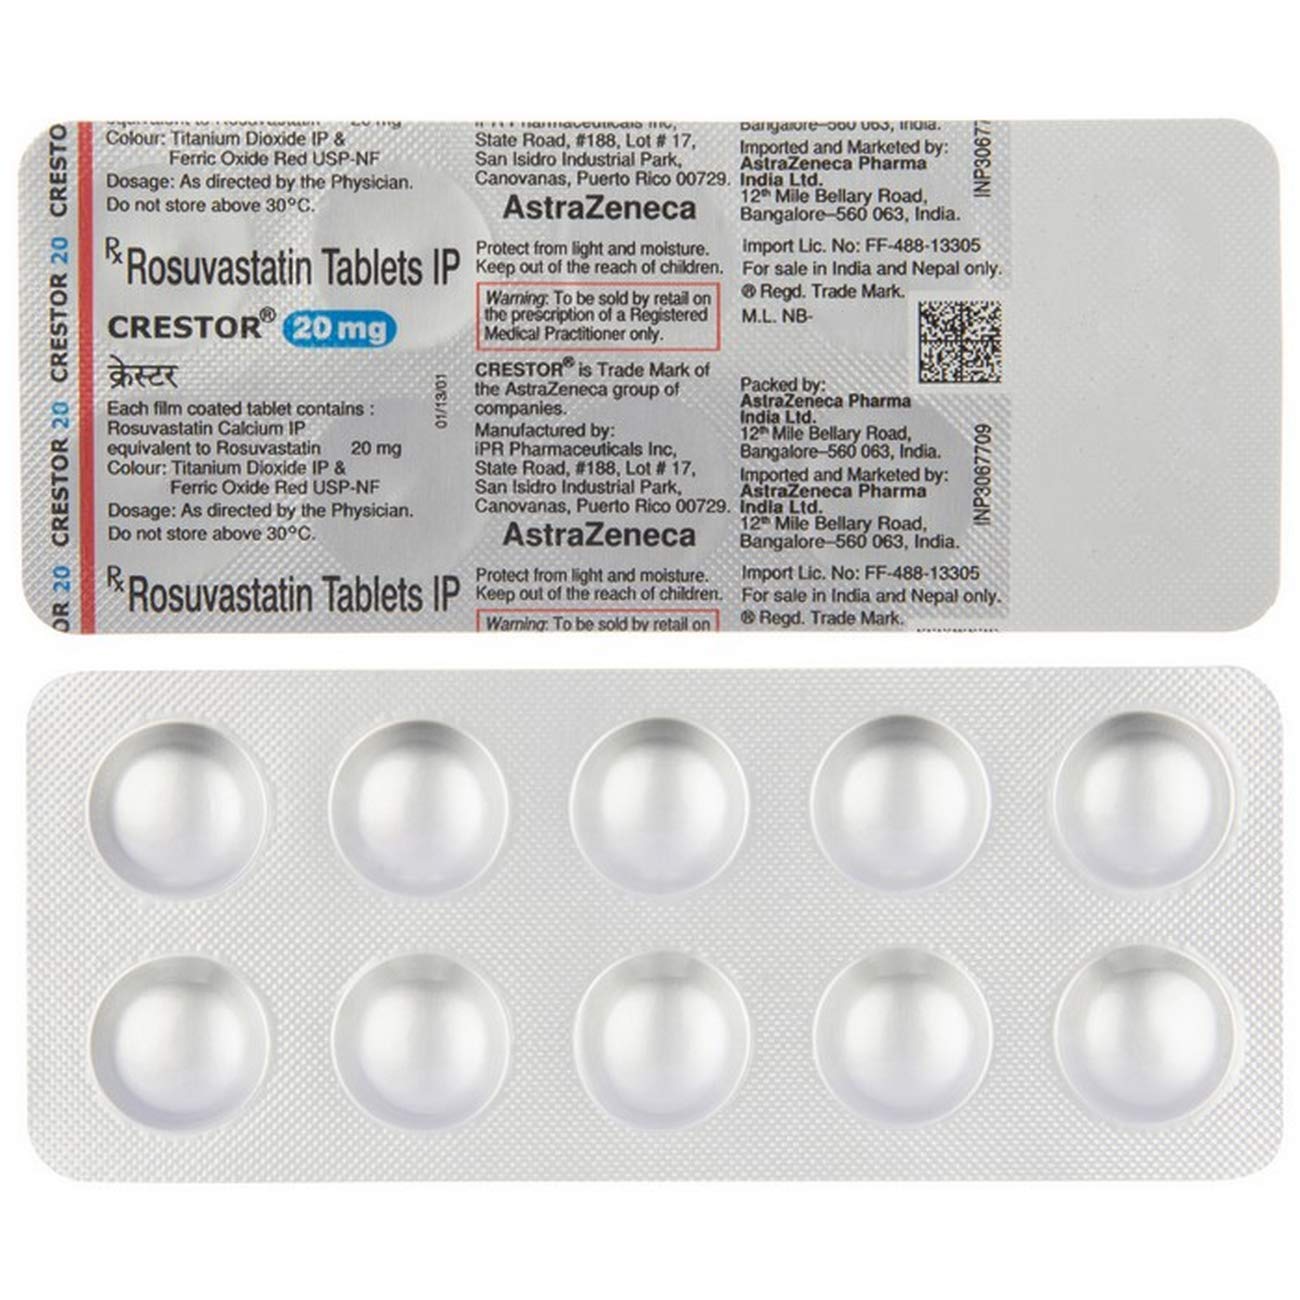 CRESTOR 20 CRESTOR 20 CRESTOR 20 CRESTO
Colour: Titanium Dioxide IP &
Ferric Oxide Red USP-NF
Dosage: As directed by the Physician.
Do not store above 30°C.
Rx Rosuvastatin Tablets IP
CRESTOR® 20 mg
क्रेस्टर
Each film coated tablet contains :
Rosuvastatin Calcium IP
equivalent to Rosuvastatin 20 mg
Colour: Titanium Dioxide IP &
Ferric Oxide Red USP-NF
Dosage: As directed by the Physician.
Do not store above 30°C.
Rx Rosuvastatin Tablets IP
01/13/01
State Road, #188, Lot # 17,
San Isidro Industrial Park,
Canovanas, Puerto Rico 00729.
AstraZeneca
Protect from light and moisture.
Keep out of the reach of children.
Warning: To be sold by retail on
the prescription of a Registered
Medical Practitioner only.
CRESTOR® is Trade Mark of
the AstraZeneca group of
companies.
Manufactured by:
iPR Pharmaceuticals Inc,
State Road, #188, Lot # 17,
San Isidro Industrial Park,
Canovanas, Puerto Rico 00729.
AstraZeneca
Protect from light and moisture.
Keep out of the reach of children.
Warning: To be sold by retail on
Bangalore–560 063, India.
Imported and Marketed by:
AstraZeneca Pharma
India Ltd.
12th Mile Bellary Road,
Bangalore–560 063, India.
Import Lic. No: FF-488-13305
For sale in India and Nepal only.
® Regd. Trade Mark.
M.L. NB-
Packed by:
AstraZeneca Pharma
India Ltd.
12th Mile Bellary Road,
Bangalore–560 063, India.
Imported and Marketed by:
AstraZeneca Pharma
India Ltd.
12th Mile Bellary Road,
Bangalore–560 063, India.
Import Lic. No: FF-488-13305
For sale in India and Nepal only.
® Regd. Trade Mark.
INP3067
INP3067709